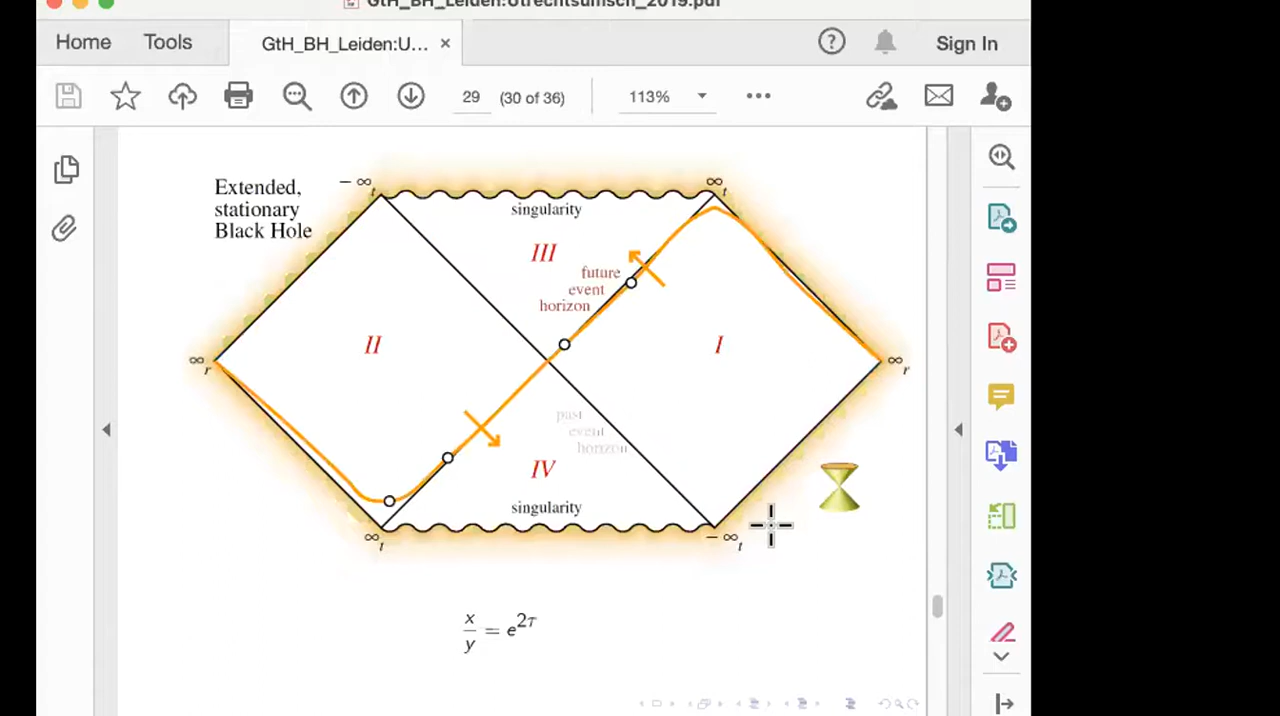 GtH_BH_Leiden:Utrechtsumsch_2019.pdf
Home Tools GtH_BH_Leiden:U... × Sign In
29 (30 of 36) 113%
Extended,
stationary
Black Hole
− ∞ t
∞ t
singularity
III
future
event
horizon
II
I
∞ r
∞ r
past
event
horizon
IV
singularity
∞ t
− ∞ t
x/y = e^2τ